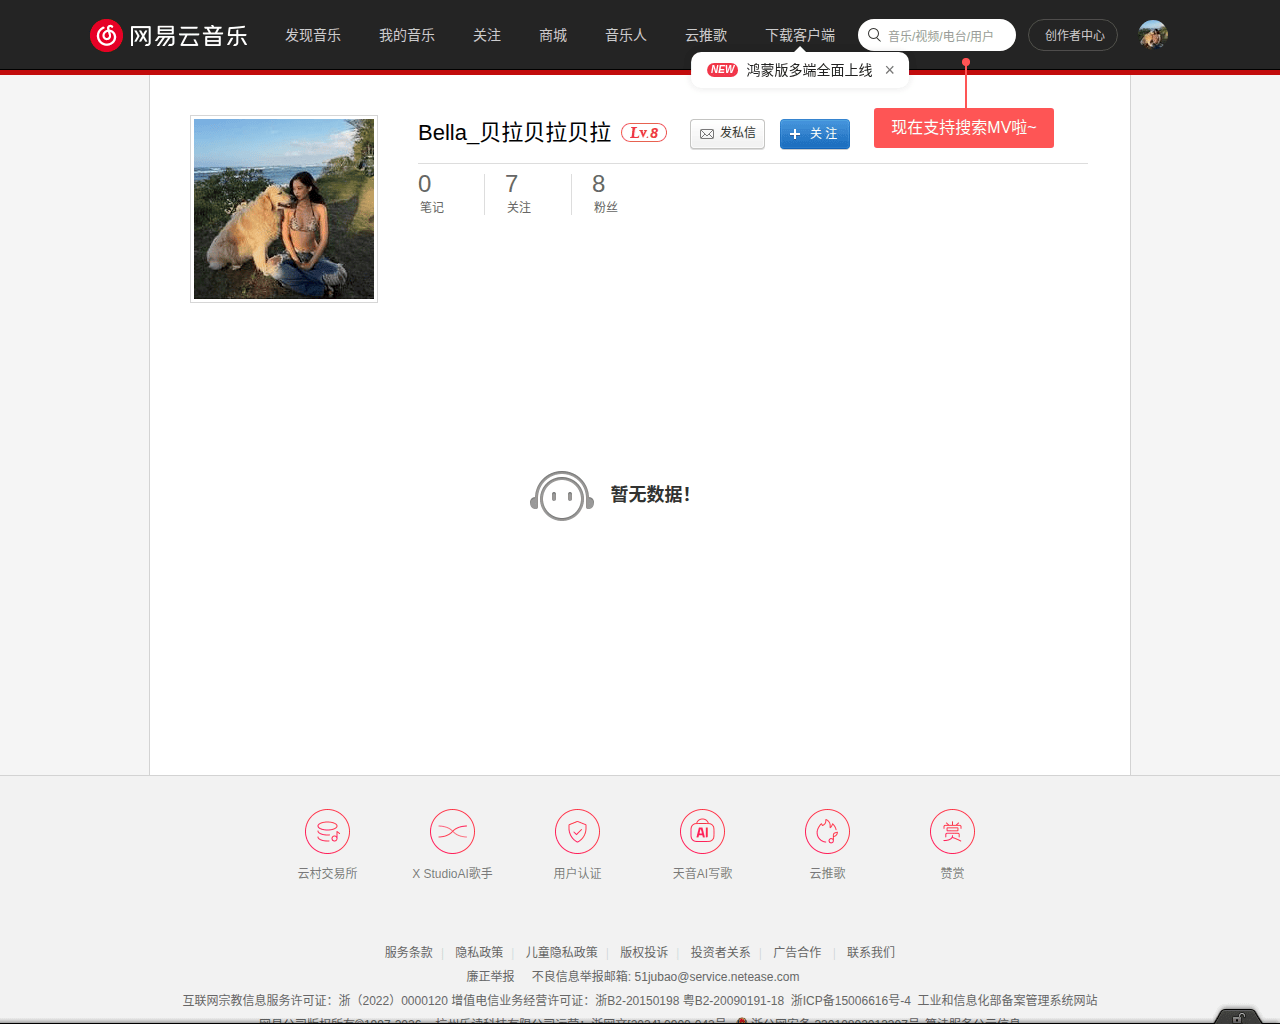 网易云音乐 发现音乐 我的音乐 关注 商城 音乐人 云推歌 下载客户端 音乐/视频/电台/用户 创作者中心
NEW 鸿蒙版多端全面上线 ×
现在支持搜索MV啦~
Bella_贝拉贝拉贝拉 Lv.8 发私信 关注
0 7 8
笔记 关注 粉丝
暂无数据！
云村交易所 X StudioAI歌手 用户认证 天音AI写歌 云推歌 赞赏
服务条款 | 隐私政策 | 儿童隐私政策 | 版权投诉 | 投资者关系 | 广告合作 | 联系我们
廉正举报 不良信息举报邮箱: 51jubao@service.netease.com
互联网宗教信息服务许可证：浙（2022）0000120 增值电信业务经营许可证：浙B2-20150198 粤B2-20090191-18 浙ICP备15006616号-4 工业和信息化部备案管理系统网站